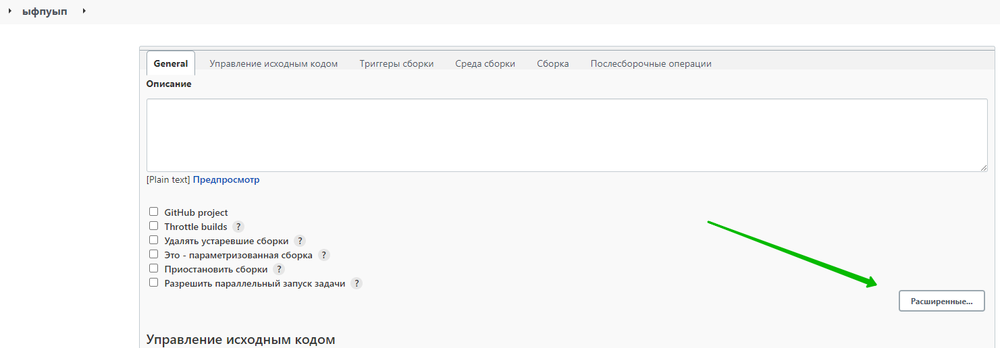 ыфпуып
General Управление исходным кодом Триггеры сборки Среда сборки Сборка Послесборочные операции
Описание
[Plain text] Предпросмотр
GitHub project
Throttle builds ?
Удалять устаревшие сборки ?
Это - параметризованная сборка ?
Приостановить сборки ?
Разрешить параллельный запуск задачи ?
Расширенные...
Управление исходным кодом